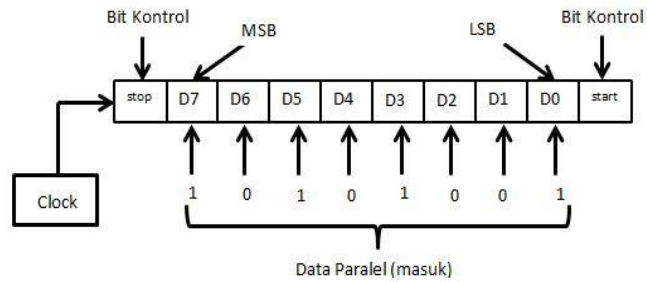 Bit Kontrol
Bit Kontrol
MSB
LSB
stop D7 D6 D5 D4 D3 D2 D1 D0 start
1 0 1 0 1 0 0 1
Clock
Data Paralel (masuk)